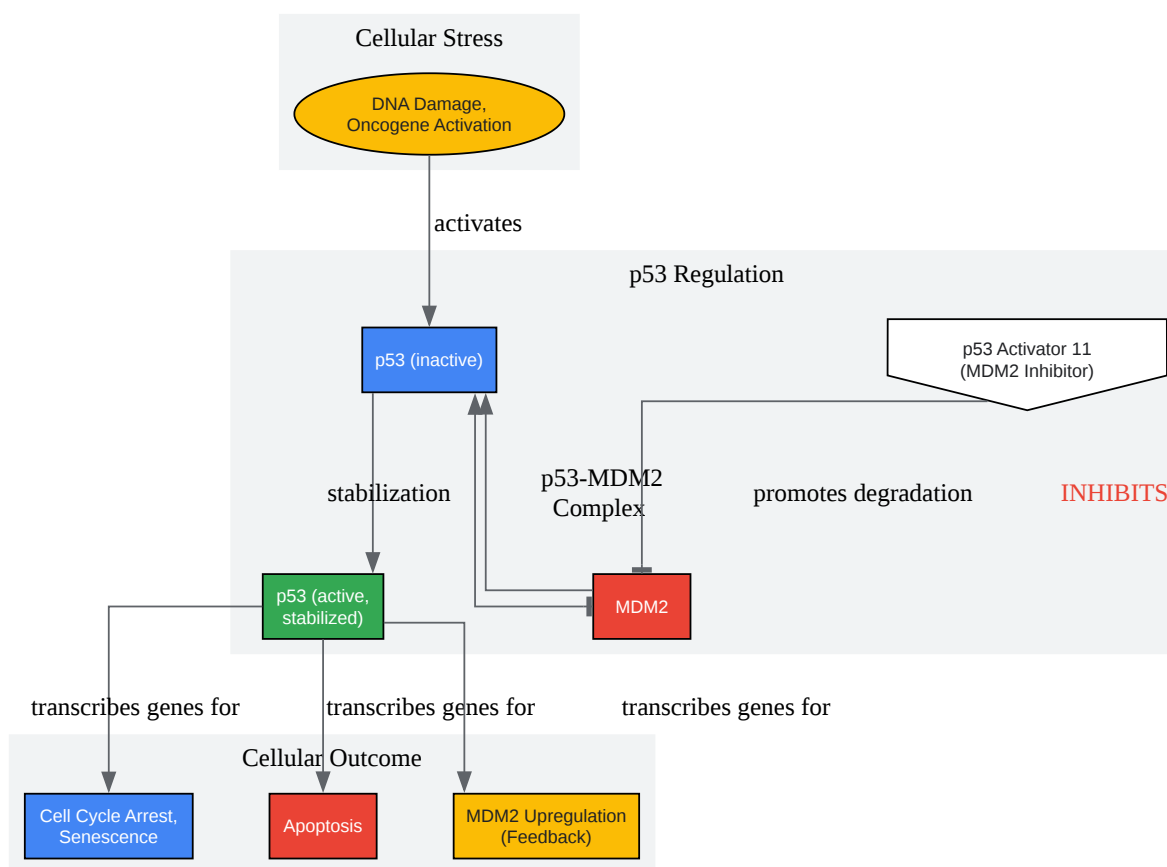 Cellular Stress
DNA Damage,
Oncogene Activation
activates
p53 Regulation
p53 (inactive)
p53 Activator 11
(MDM2 Inhibitor)
stabilization
p53-MDM2
Complex
promotes degradation
INHIBITS
p53 (active,
stabilized)
MDM2
transcribes genes for
transcribes genes for
transcribes genes for
Cellular Outcome
Cell Cycle Arrest,
Senescence
Apoptosis
MDM2 Upregulation
(Feedback)